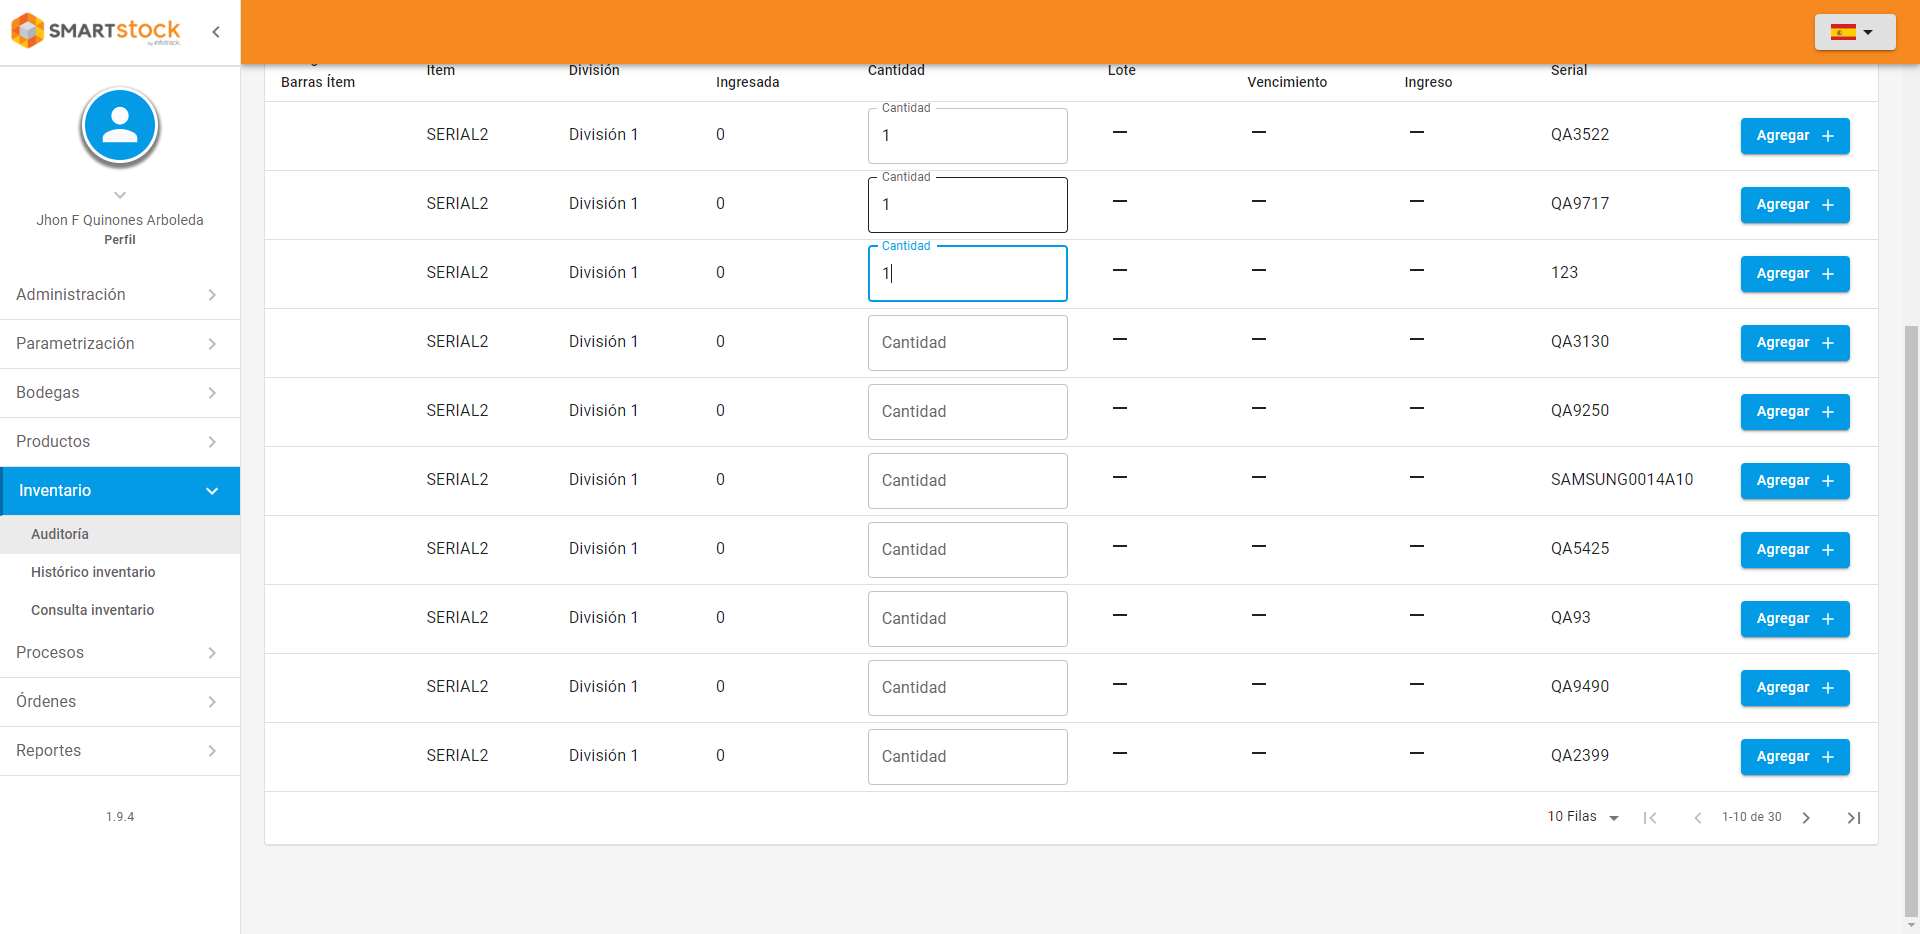 SMARTstock
by infotrack
Jhon F Quinones Arboleda
Perfil
Administración
Parametrización
Bodegas
Productos
Inventario
Auditoría
Histórico inventario
Consulta inventario
Procesos
Órdenes
Reportes
1.9.4
Barras Ítem Item División Ingresada Cantidad Lote Vencimiento Ingreso Serial
Cantidad
SERIAL2 División 1 0 1 — — — QA3522 Agregar +
Cantidad
SERIAL2 División 1 0 1 — — — QA9717 Agregar +
Cantidad
SERIAL2 División 1 0 1 — — — 123 Agregar +
SERIAL2 División 1 0 Cantidad — — — QA3130 Agregar +
SERIAL2 División 1 0 Cantidad — — — QA9250 Agregar +
SERIAL2 División 1 0 Cantidad — — — SAMSUNG0014A10 Agregar +
SERIAL2 División 1 0 Cantidad — — — QA5425 Agregar +
SERIAL2 División 1 0 Cantidad — — — QA93 Agregar +
SERIAL2 División 1 0 Cantidad — — — QA9490 Agregar +
SERIAL2 División 1 0 Cantidad — — — QA2399 Agregar +
10 Filas 1-10 de 30